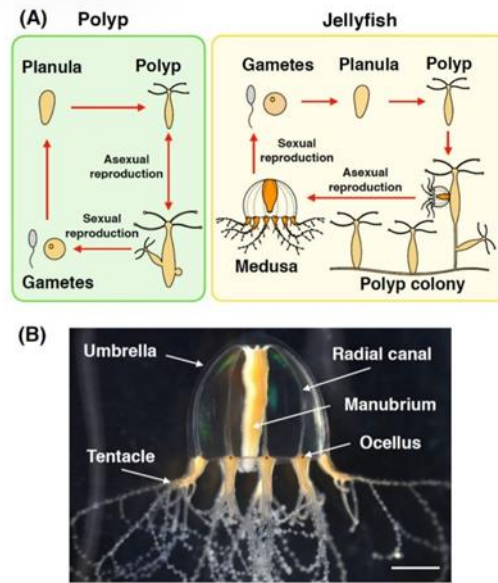 (A)
Polyp
Planula
Polyp
Asexual
reproduction
Sexual
reproduction
Gametes
Jellyfish
Gametes
Planula
Polyp
Sexual
reproduction
Asexual
reproduction
Medusa
Polyp colony
(B)
Umbrella
Radial canal
Manubrium
Ocellus
Tentacle